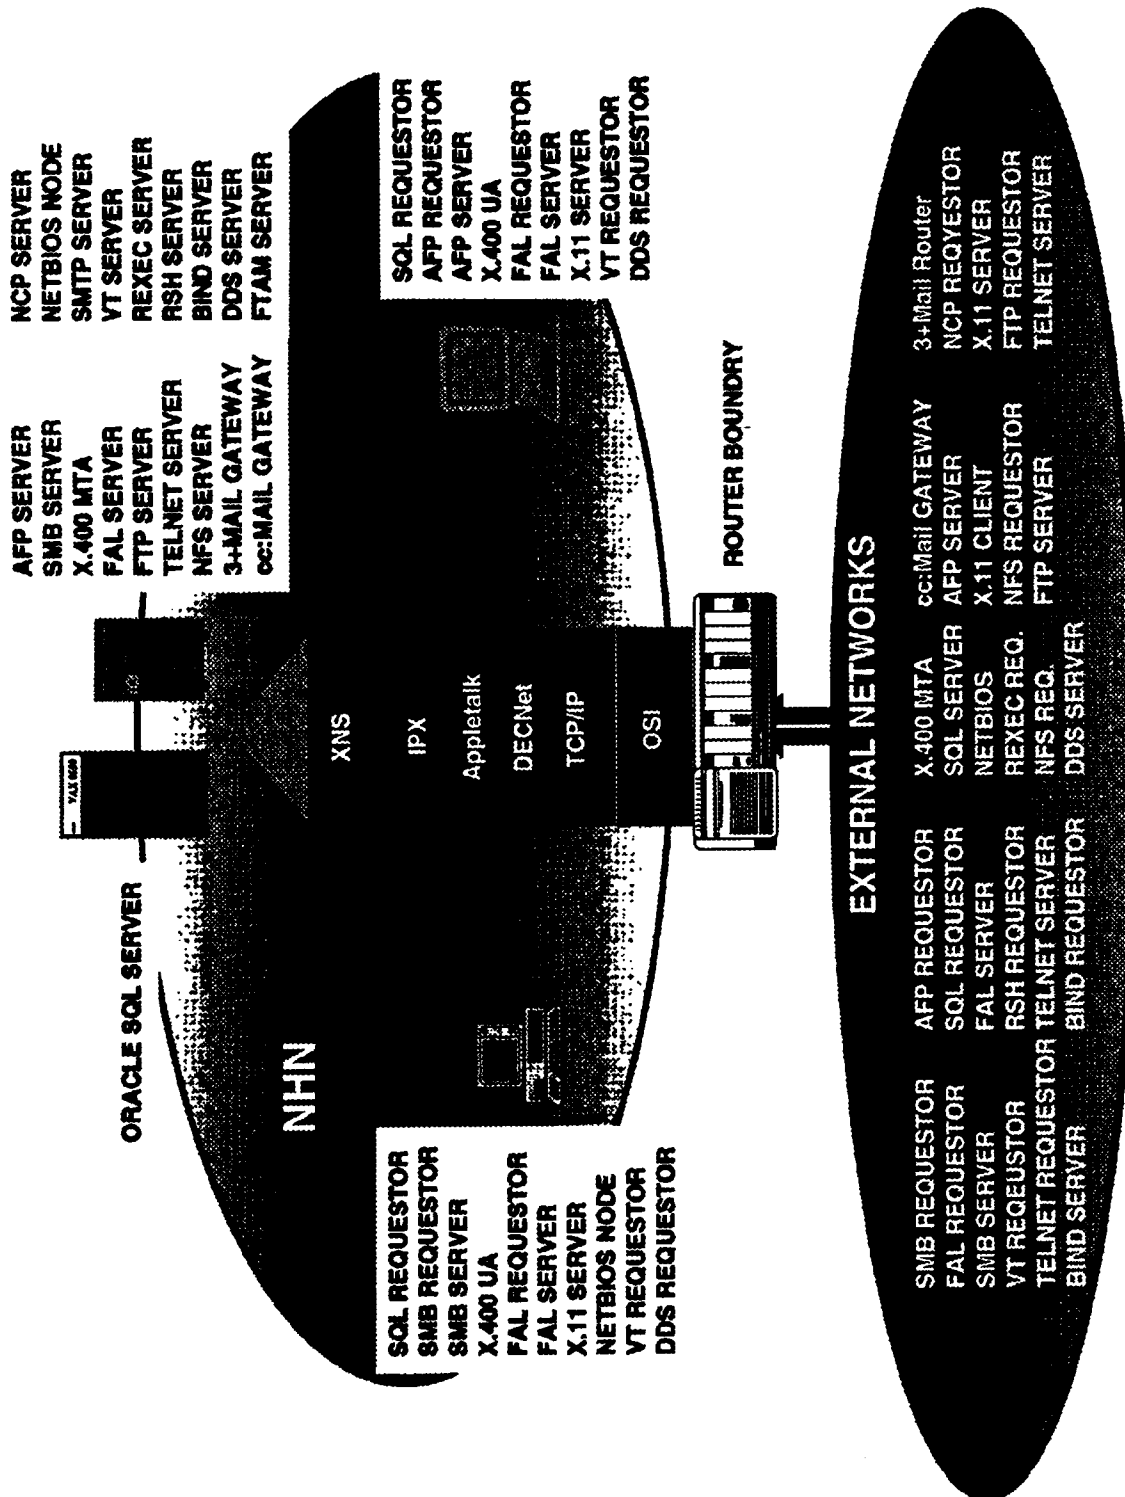 ORACLE SQL SERVER
VAX 6000
AFP SERVER
SMB SERVER
X.400 MTA
FAL SERVER
FTP SERVER
TELNET SERVER
NFS SERVER
3+MAIL GATEWAY
cc:MAIL GATEWAY
NCP SERVER
NETBIOS NODE
SMTP SERVER
VT SERVER
REXEC SERVER
RSH SERVER
BIND SERVER
DDS SERVER
FTAM SERVER
NHN
SQL REQUESTOR
SMB REQUESTOR
SMB SERVER
X.400 UA
FAL REQUESTOR
FAL SERVER
X.11 SERVER
NETBIOS NODE
VT REQUESTOR
DDS REQUESTOR
XNS
IPX
Appletalk
DECNet
TCP/IP
OSI
SQL REQUESTOR
AFP REQUESTOR
AFP SERVER
X.400 UA
FAL REQUESTOR
FAL SERVER
X.11 SERVER
VT REQUESTOR
DDS REQUESTOR
ROUTER BOUNDRY
EXTERNAL NETWORKS
SMB REQUESTOR
FAL REQUESTOR
SMB SERVER
VT REQEUSTOR
TELNET REQUESTOR
BIND SERVER
AFP REQUESTOR
SQL REQUESTOR
FAL SERVER
RSH REQUESTOR
TELNET SERVER
BIND REQUESTOR
X.400 MTA
SQL SERVER
NETBIOS
REXEC REQ.
NFS REQ.
DDS SERVER
cc:Mail GATEWAY
AFP SERVER
X.11 CLIENT
NFS REQUESTOR
FTP SERVER
3+Mail Router
NCP REQYESTOR
X.11 SERVER
FTP REQUESTOR
TELNET SERVER